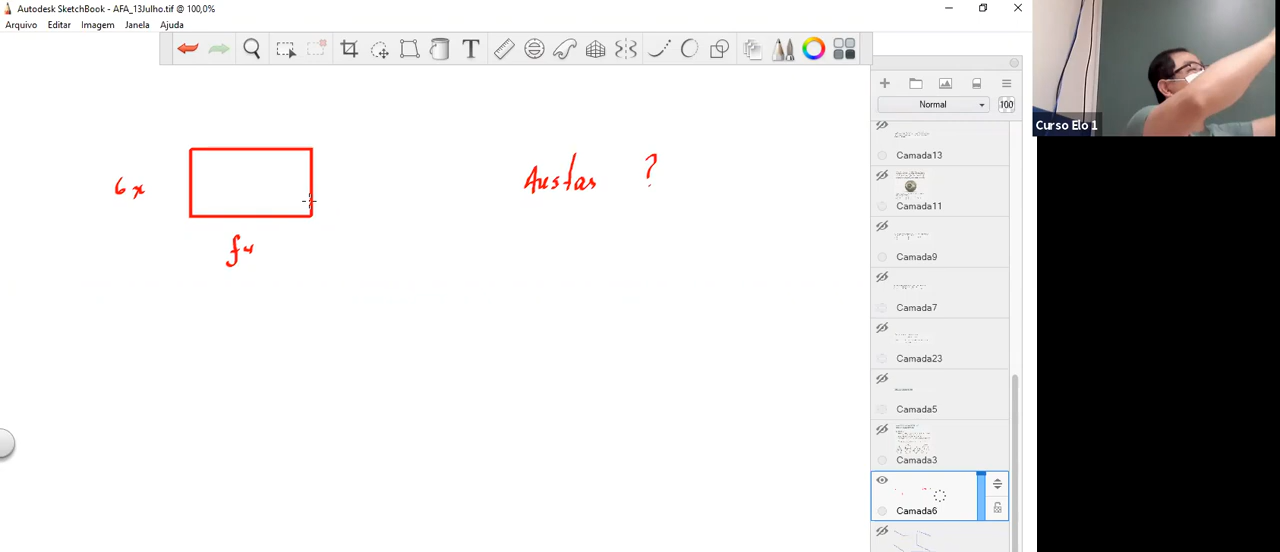 Autodesk SketchBook - AFA_13Julho.tif @ 100,0%
Arquivo Editar Imagem Janela Ajuda
T
Normal 100
Curso Elo 1
Camada13
Camada11
Camada9
Camada7
Camada23
Camada5
Camada3
Camada6
6x
Austas ?